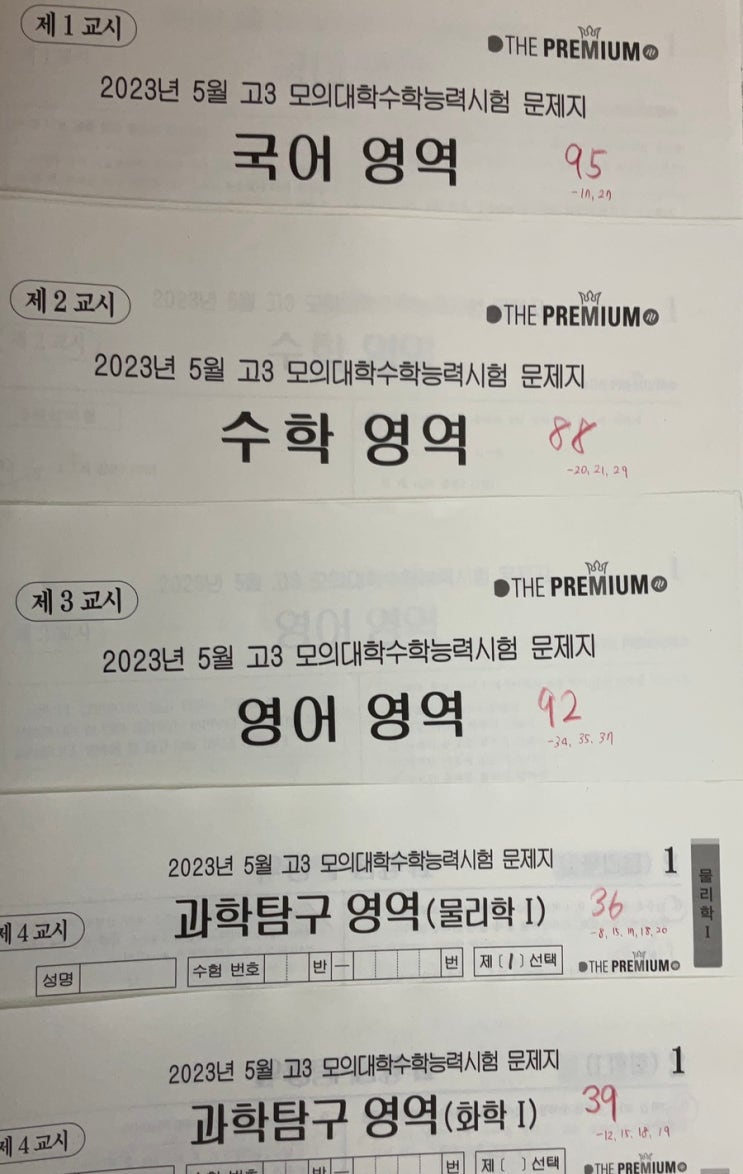 제1교시
THE PREMIUM
2023년 5월 고3 모의대학수학능력시험 문제지
국어 영역
95
-17, 27
제2교시
THE PREMIUM
2023년 5월 고3 모의대학수학능력시험 문제지
수학 영역
88
-20, 21, 29
제3교시
THE PREMIUM
2023년 5월 고3 모의대학수학능력시험 문제지
영어 영역
92
-34, 35, 37
2023년 5월 고3 모의대학수학능력시험 문제지
1
제4교시
과학탐구 영역(물리학 I)
36
-8, 15, 17, 18, 20
물리학 I
성명
수험 번호 반 — 번
제 [1] 선택
THE PREMIUM
2023년 5월 고3 모의대학수학능력시험 문제지
1
제4교시
과학탐구 영역(화학 I)
39
-12, 15, 18, 19
수험 번호 반 번
제 [ ] 선택
THE PREMIUM